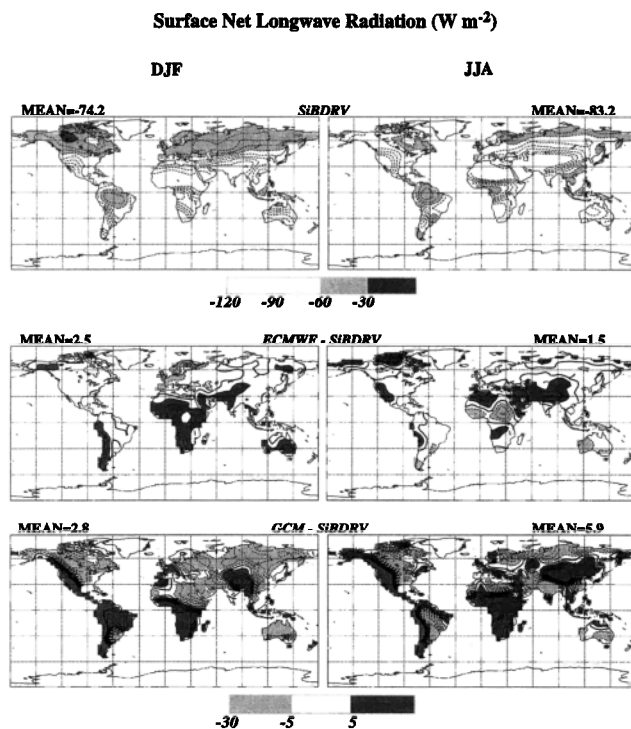 Surface Net Longwave Radiation (W m-2)
DJF JJA
MEAN=-74.2 SiBDRV MEAN=-83.2
-120 -90 -60 -30
MEAN=2.5 ECMWF - SiBDRV MEAN=1.5
MEAN=2.8 GCM - SiBDRV MEAN=5.9
-30 -5 5